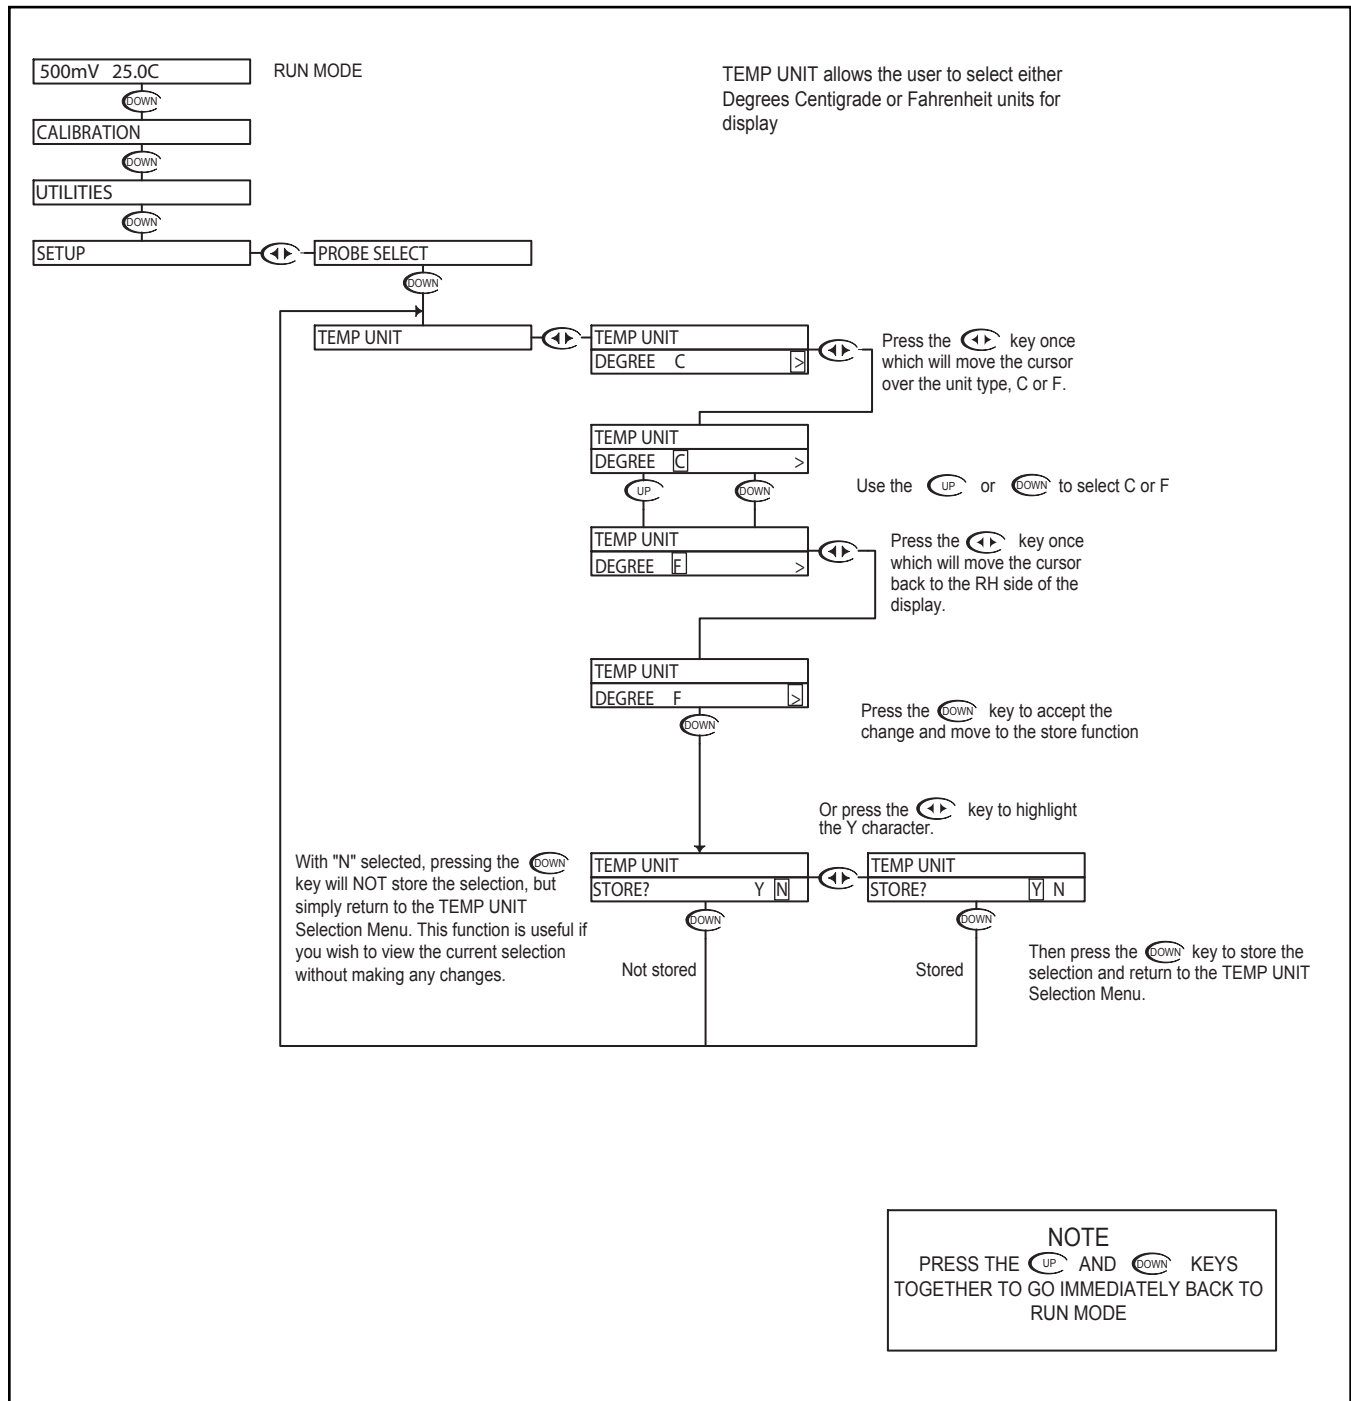 500mV 25.0C
RUN MODE
TEMP UNIT allows the user to select either
Degrees Centigrade or Fahrenheit units for
display
DOWN
CALIBRATION
DOWN
UTILITIES
DOWN
SETUP
PROBE SELECT
DOWN
TEMP UNIT
TEMP UNIT
DEGREE C >
Press the key once
which will move the cursor
over the unit type, C or F.
TEMP UNIT
DEGREE C >
UP DOWN
Use the UP or DOWN to select C or F
TEMP UNIT
DEGREE F >
Press the key once
which will move the cursor
back to the RH side of the
display.
TEMP UNIT
DEGREE F >
DOWN
Press the DOWN key to accept the
change and move to the store function
Or press the key to highlight
the Y character.
With "N" selected, pressing the DOWN
key will NOT store the selection, but
simply return to the TEMP UNIT
Selection Menu. This function is useful if
you wish to view the current selection
without making any changes.
TEMP UNIT
STORE? Y N
DOWN
Not stored
TEMP UNIT
STORE? Y N
DOWN
Stored
Then press the DOWN key to store the
selection and return to the TEMP UNIT
Selection Menu.
NOTE
PRESS THE UP AND DOWN KEYS
TOGETHER TO GO IMMEDIATELY BACK TO
RUN MODE